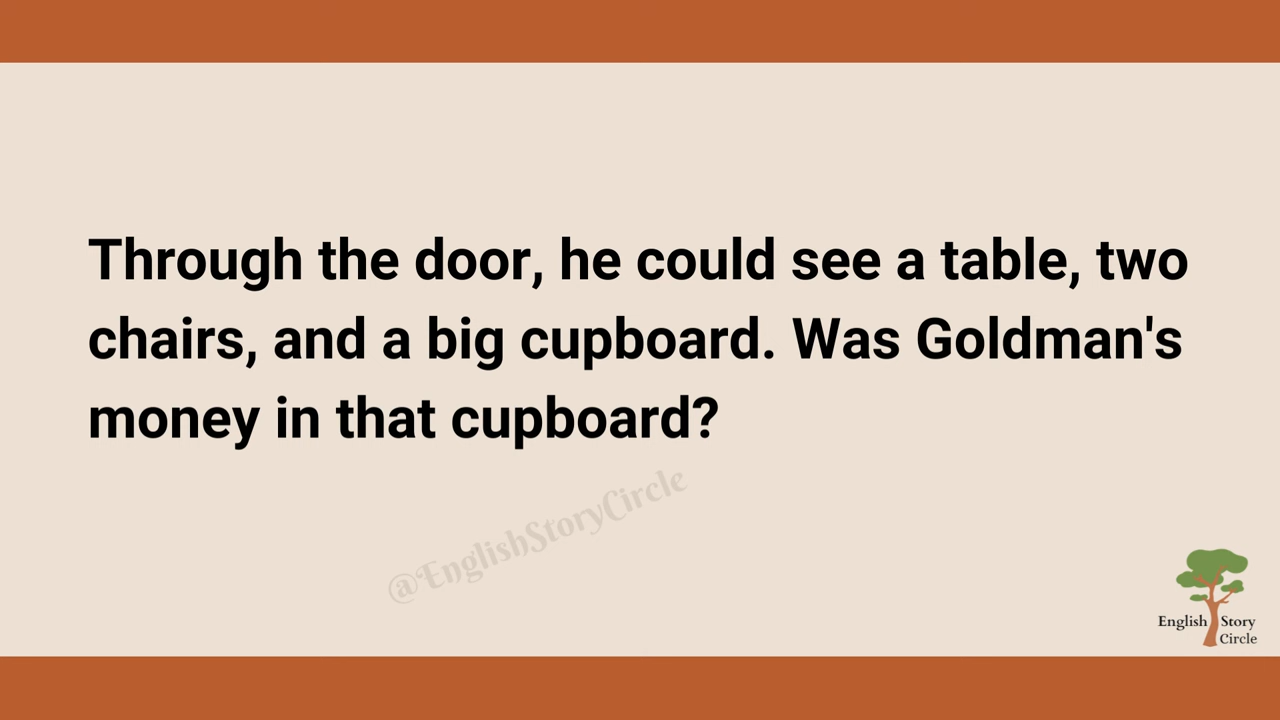 Through the door, he could see a table, two
chairs, and a big cupboard. Was Goldman's
money in that cupboard?
@EnglishStoryCircle
English Story
Circle